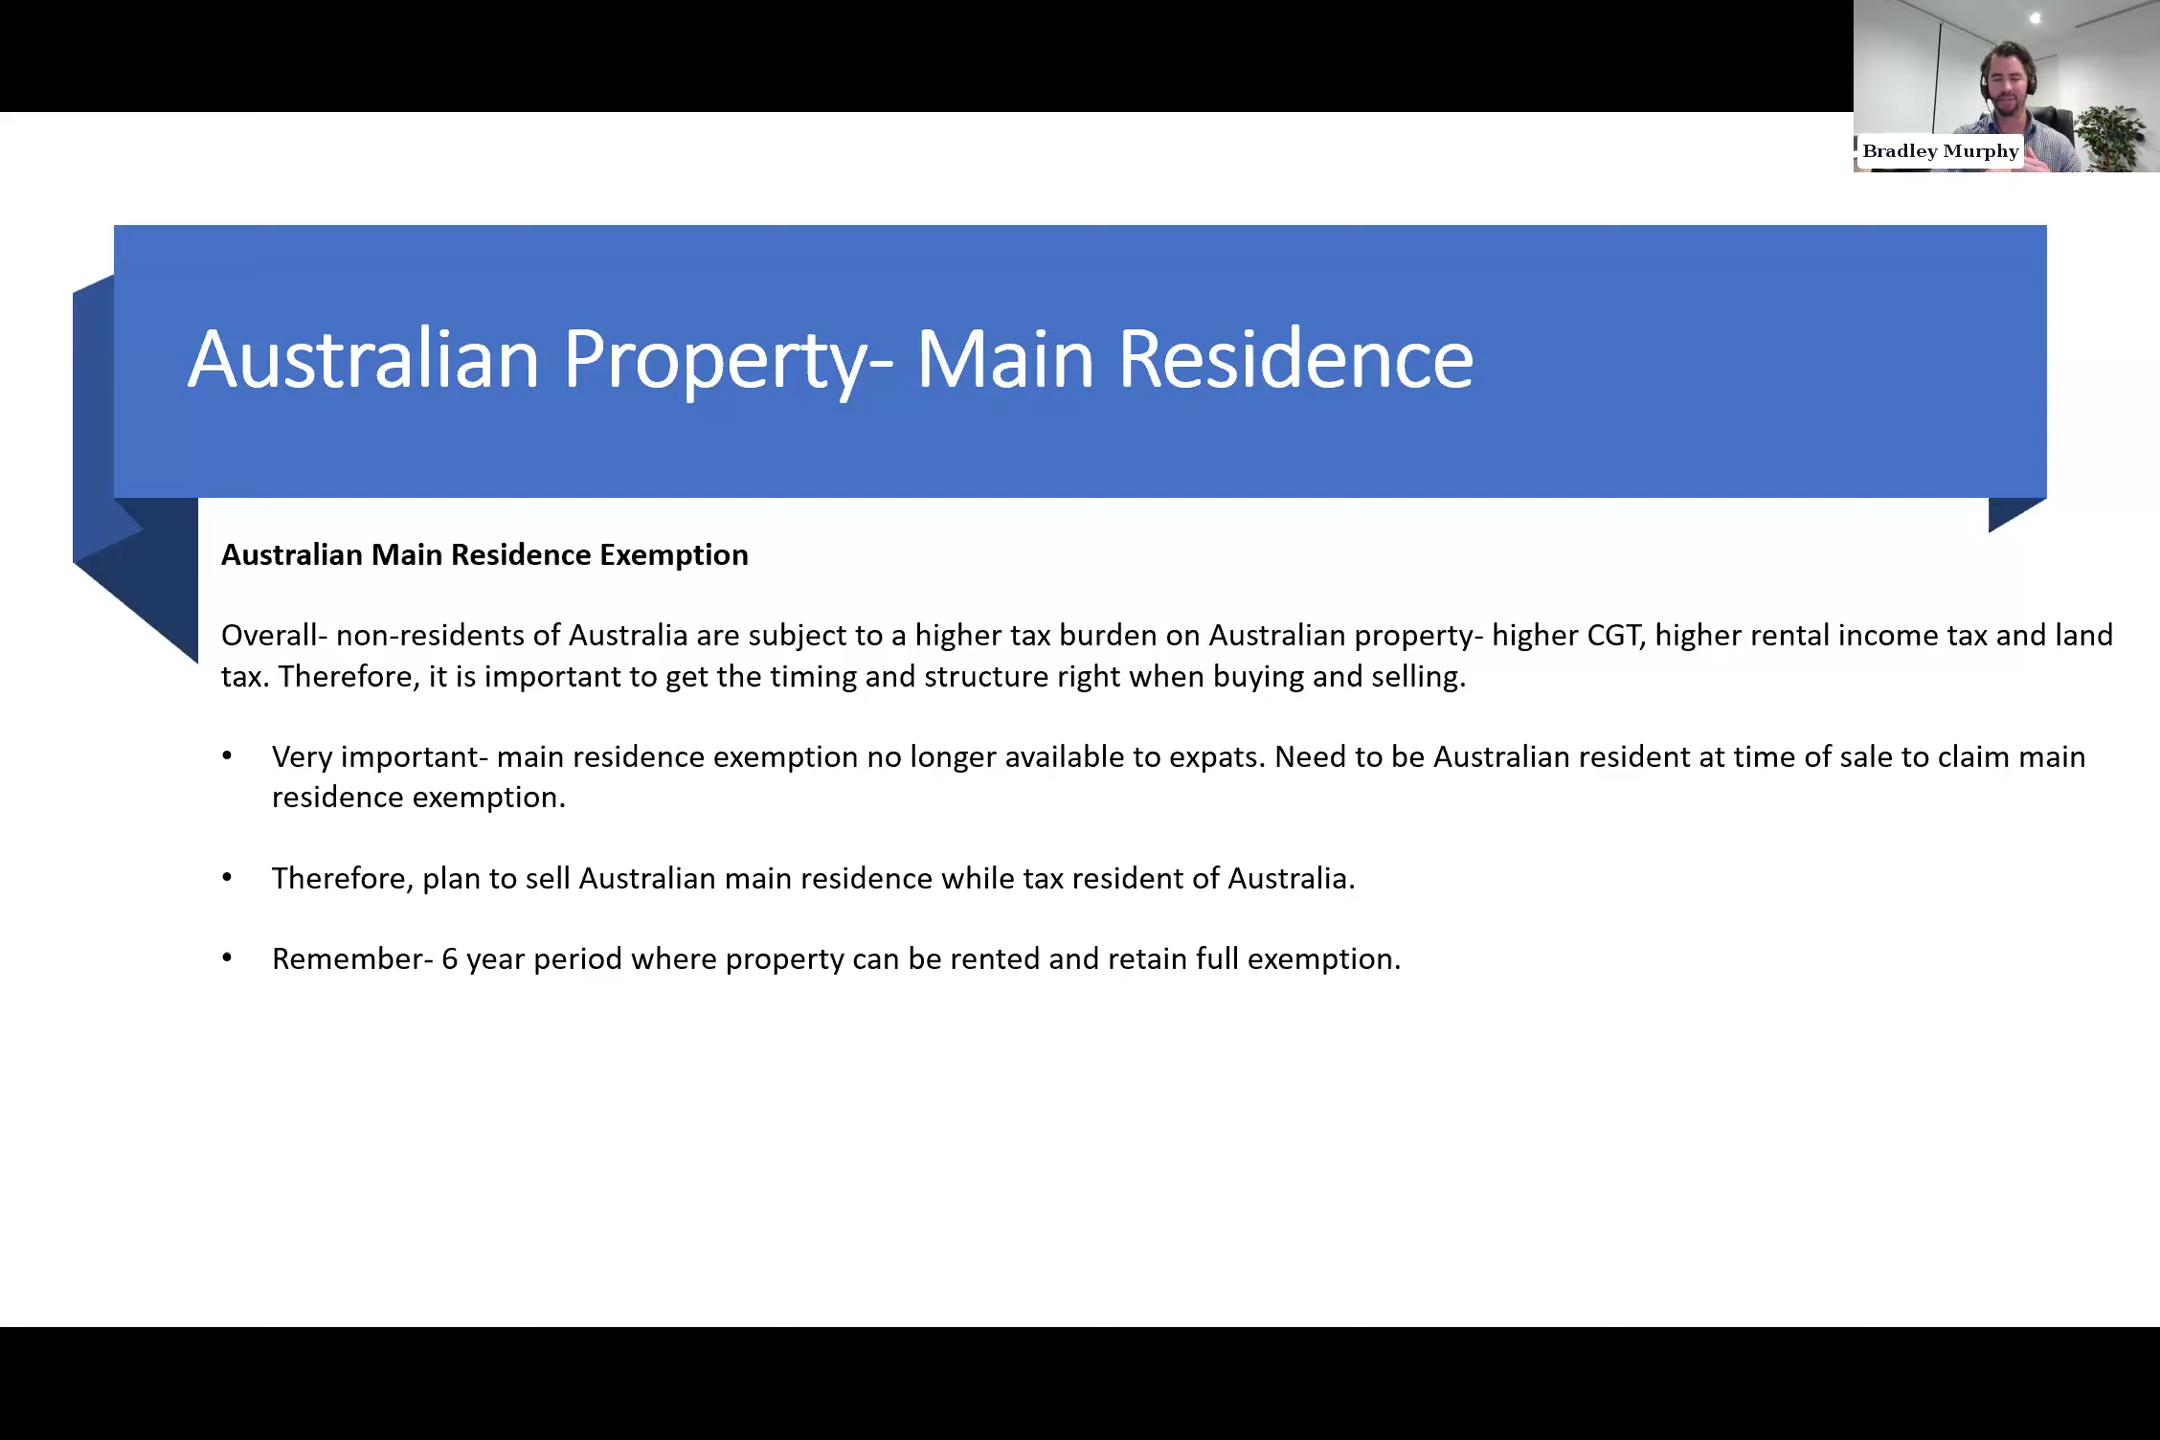 Bradley Murphy
Australian Property- Main Residence
Australian Main Residence Exemption
Overall- non-residents of Australia are subject to a higher tax burden on Australian property- higher CGT, higher rental income tax and land
tax. Therefore, it is important to get the timing and structure right when buying and selling.
• Very important- main residence exemption no longer available to expats. Need to be Australian resident at time of sale to claim main
residence exemption.
• Therefore, plan to sell Australian main residence while tax resident of Australia.
• Remember- 6 year period where property can be rented and retain full exemption.